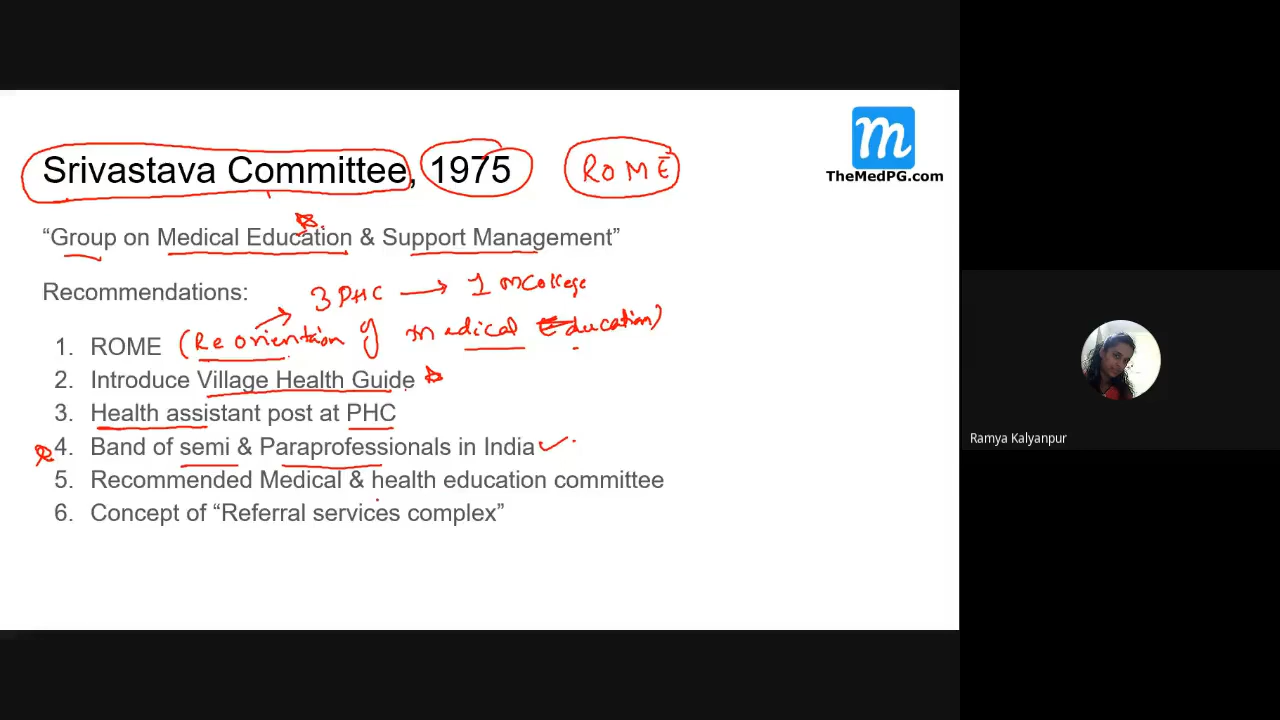 Srivastava Committee, 1975 ROME
TheMedPG.com
“Group on Medical Education & Support Management”
Recommendations: 3 PHC → 1 mCollege
1. ROME (Re orientation of medical Education)
2. Introduce Village Health Guide
3. Health assistant post at PHC
4. Band of semi & Paraprofessionals in India
5. Recommended Medical & health education committee
6. Concept of “Referral services complex”
Ramya Kalyanpur